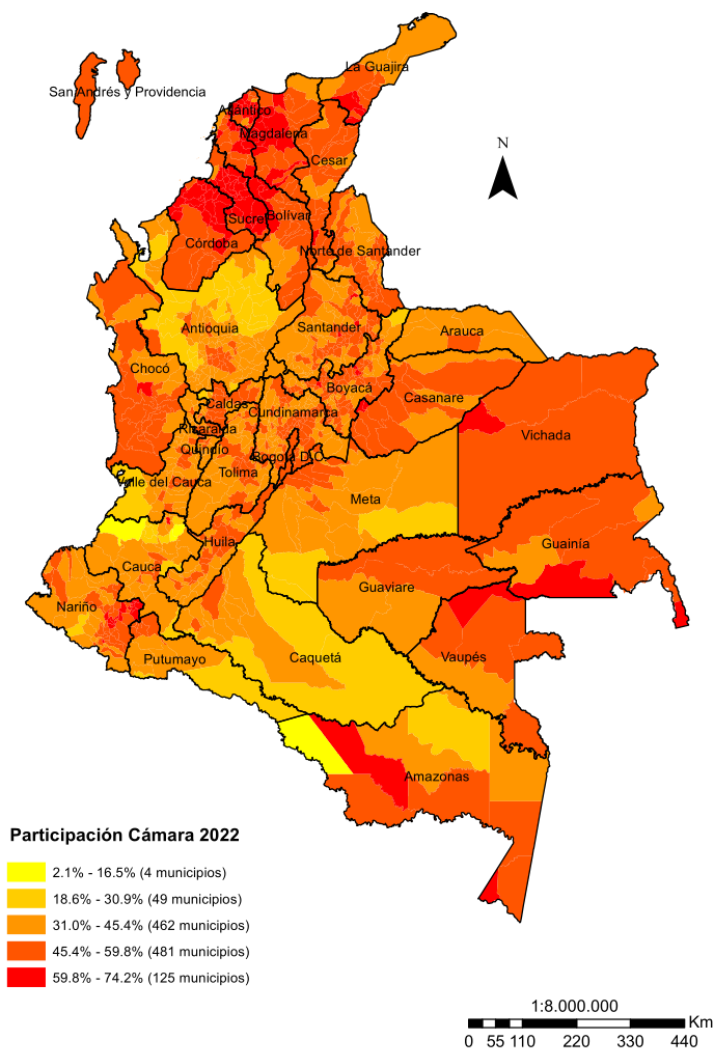 La Guajira
San Andrés y Providencia
Atlántico
Magdalena
N
Cesar
Sucre
Bolívar
Córdoba
Norte de Santander
Antioquia
Santander
Arauca
Chocó
Boyacá
Caldas
Casanare
Cundinamarca
Risaralda
Vichada
Quindío
Bogotá D.C.
Tolima
Valle del Cauca
Meta
Huila
Guainía
Cauca
Guaviare
Nariño
Putumayo
Caquetá
Vaupés
Amazonas
Participación Cámara 2022
2.1% - 16.5% (4 municipios)
18.6% - 30.9% (49 municipios)
31.0% - 45.4% (462 municipios)
45.4% - 59.8% (481 municipios)
59.8% - 74.2% (125 municipios)
1:8.000.000
Km
0 55 110 220 330 440